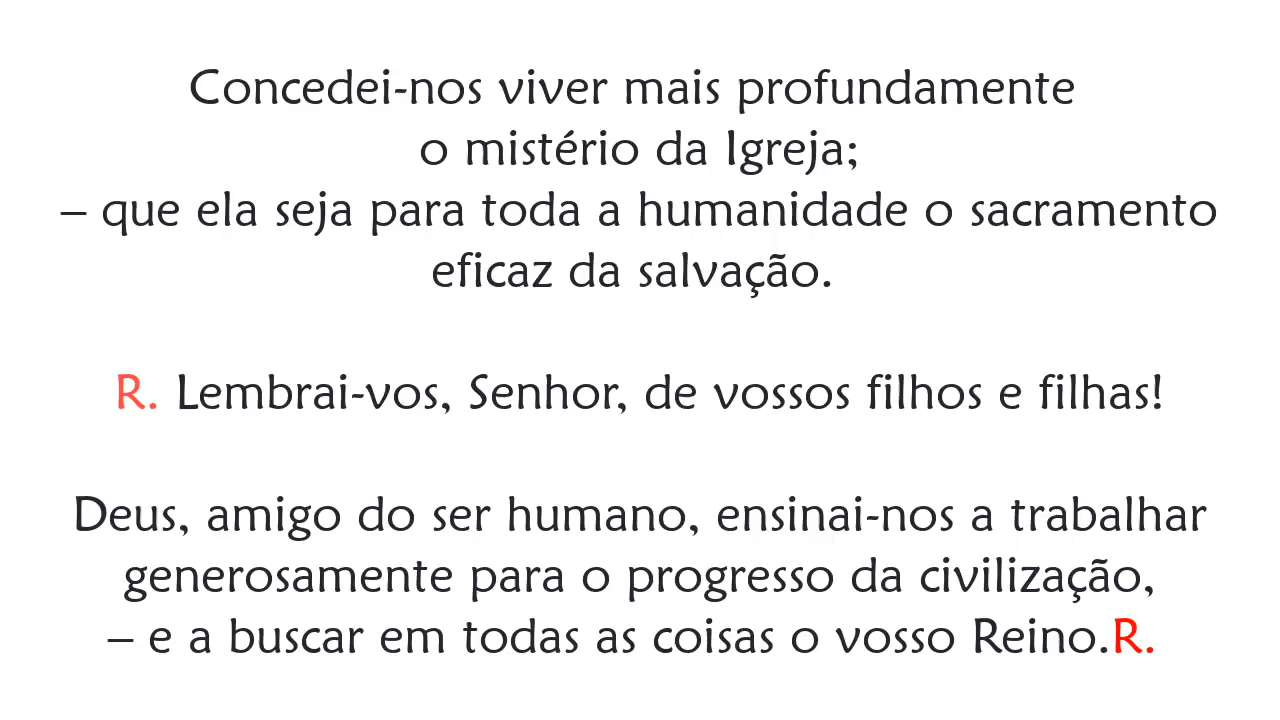 Concedei-nos viver mais profundamente
o mistério da Igreja;
– que ela seja para toda a humanidade o sacramento
eficaz da salvação.
R. Lembrai-vos, Senhor, de vossos filhos e filhas!
Deus, amigo do ser humano, ensinai-nos a trabalhar
generosamente para o progresso da civilização,
– e a buscar em todas as coisas o vosso Reino.R.